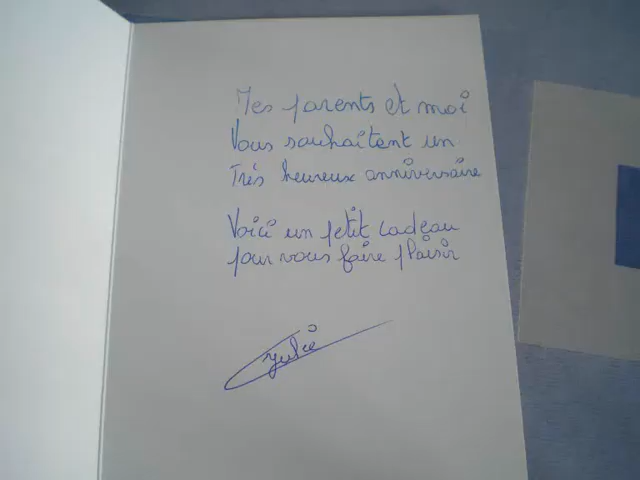 Mes parents et moi
Vous souhaitent un
Très heureux anniversaire
Voici un petit cadeau
pour vous faire plaisir
Julie